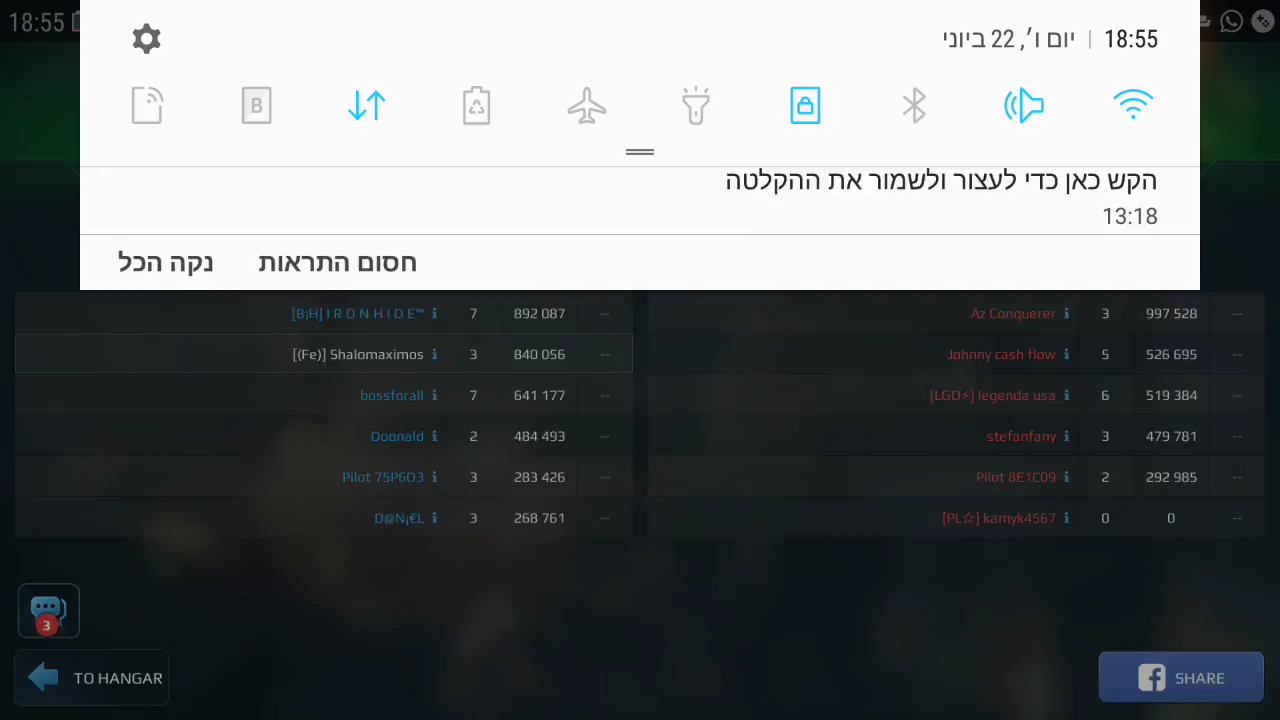 18:55
18:55 | יום ו׳, 22 ביוני
B
הקש כאן כדי לעצור ולשמור את ההקלטה
13:18
חסום התראות נקה הכל
[B¡H] I R O N H I D E™ i 7 892 087 -- Az Conquerer i 3 997 528 --
[(Fe)] Shalomaximos i 3 840 056 -- Johnny cash flow i 5 526 695 --
bossforall i 7 641 177 -- [LGD⚡] legenda usa i 6 519 384 --
Doonald i 2 484 493 -- stefanfany i 3 479 781 --
Pilot 75P6O3 i 3 283 426 -- Pilot 8E1C09 i 2 292 985 --
D@N¡€L i 3 268 761 -- [PL☆] kamyk4567 i 0 0 --
3
TO HANGAR
SHARE